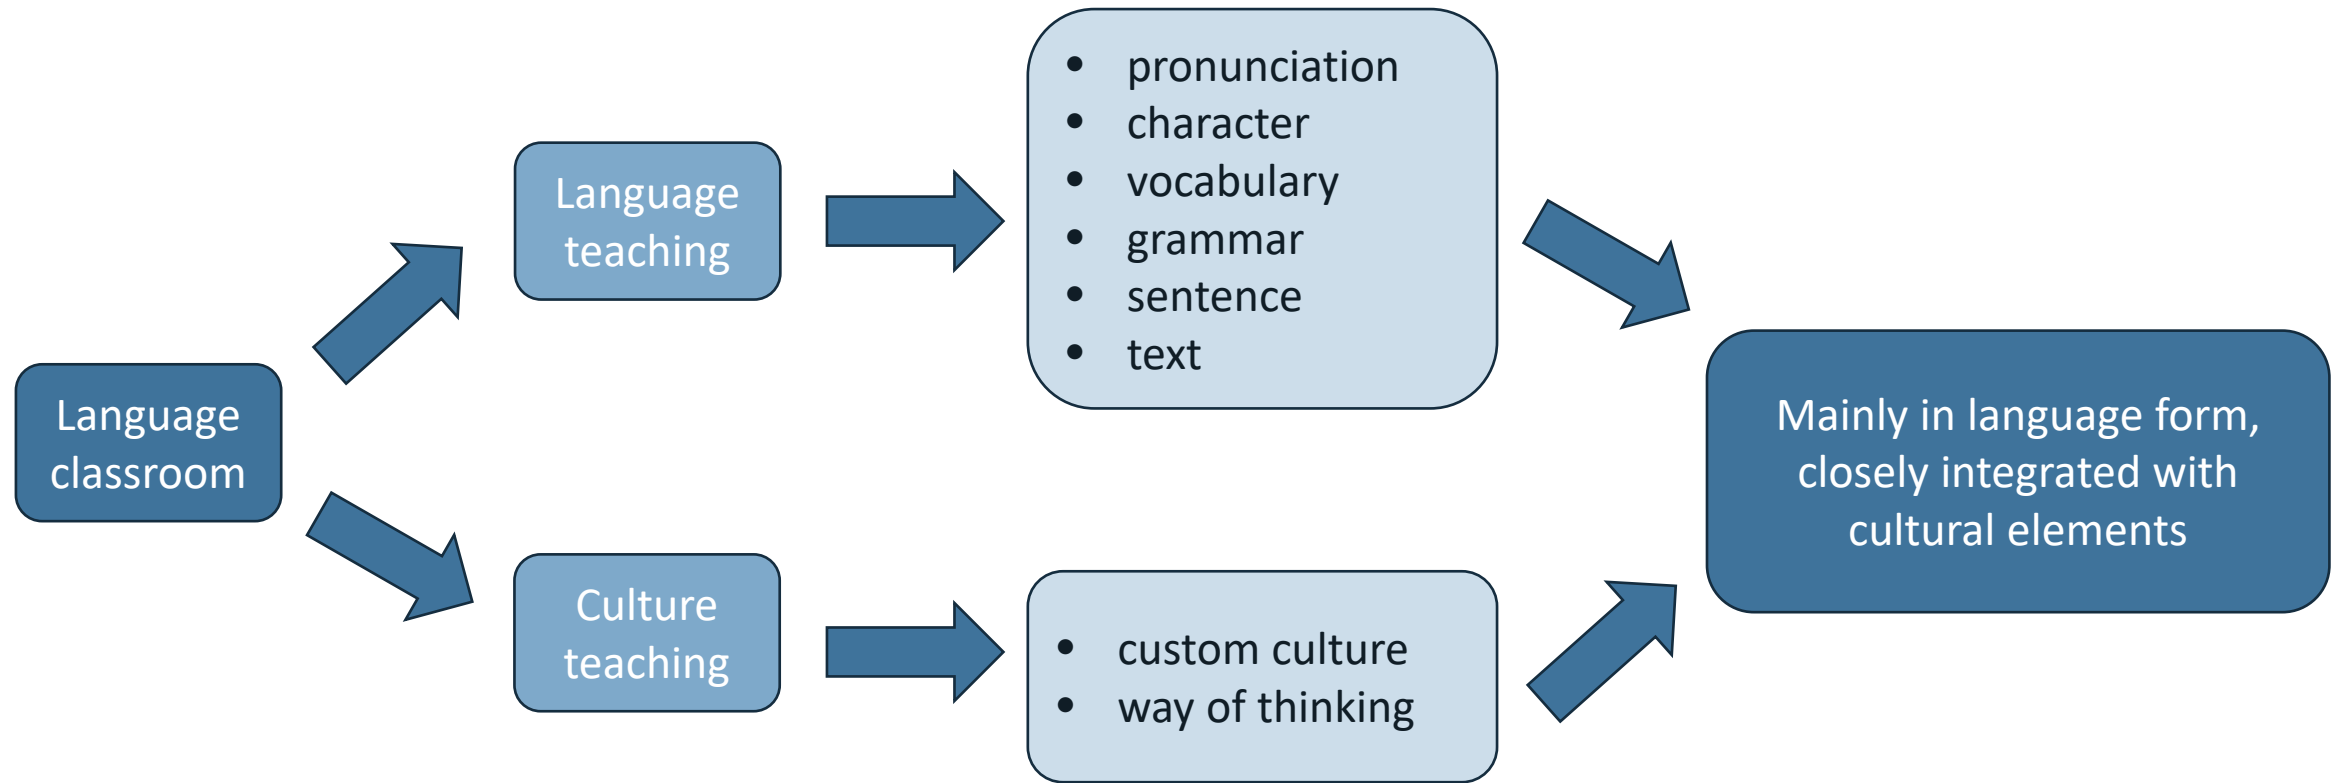 Language
classroom
Language
teaching
• pronunciation
• character
• vocabulary
• grammar
• sentence
• text
Culture
teaching
• custom culture
• way of thinking
Mainly in language form,
closely integrated with
cultural elements